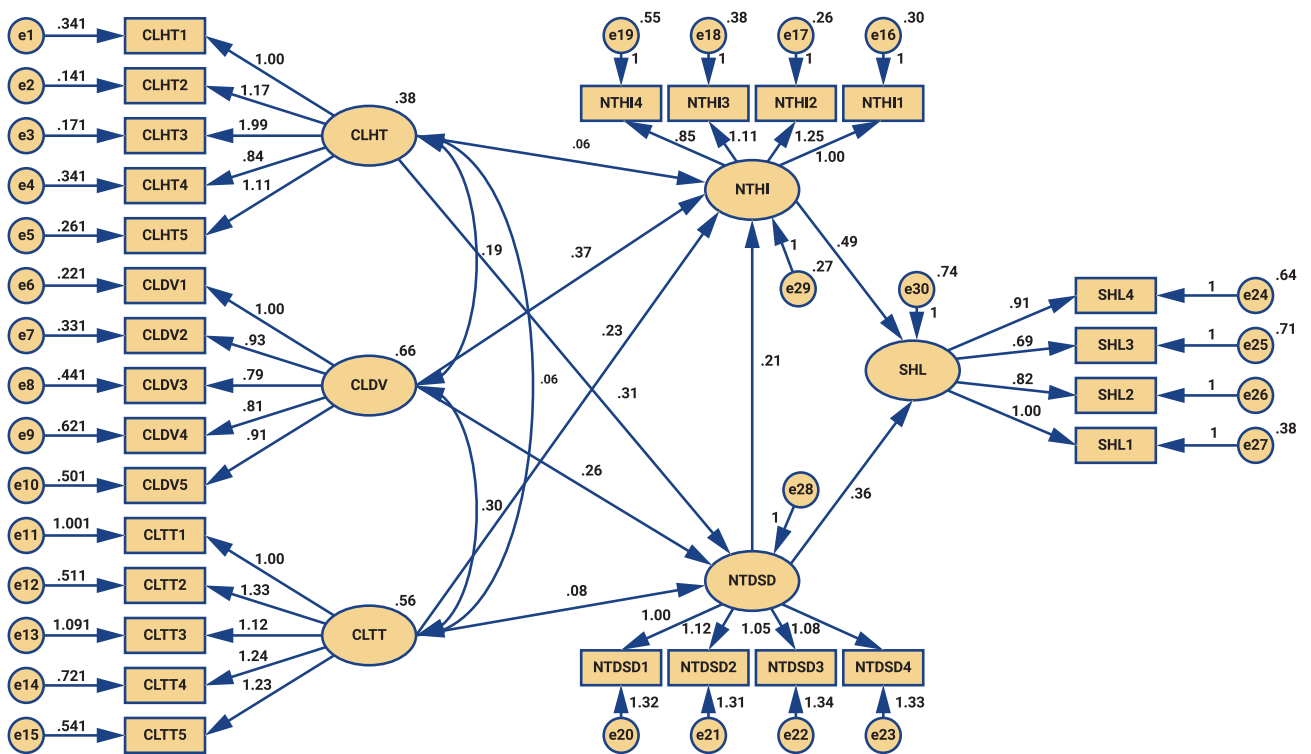 e1 .341 CLHT1
e2 .141 CLHT2
e3 .171 CLHT3
e4 .341 CLHT4
e5 .261 CLHT5
1.00
1.17
1.99
.84
1.11
CLHT .38
e6 .221 CLDV1
e7 .331 CLDV2
e8 .441 CLDV3
e9 .621 CLDV4
e10 .501 CLDV5
1.00
.93
.79
.81
.91
CLDV .66
e11 1.001 CLTT1
e12 .511 CLTT2
e13 1.091 CLTT3
e14 .721 CLTT4
e15 .541 CLTT5
1.00
1.33
1.12
1.24
1.23
CLTT .56
.19
.30
.06
.06
.37
.23
.31
.26
.08
.21
e19 .55 e18 .38 e17 .26 e16 .30
1 1 1 1
NTHI4 NTHI3 NTHI2 NTHI1
.85 1.11 1.25 1.00
NTHI
1
e29 .27
.49
e30 .74
1
SHL
.36
e28
1
NTDSD
1.00 1.12 1.05 1.08
NTDSD1 NTDSD2 NTDSD3 NTDSD4
1.32 1.31 1.34 1.33
e20 e21 e22 e23
.91 SHL4 1 e24 .64
.69 SHL3 1 e25 .71
.82 SHL2 1 e26
1.00 SHL1 1 e27 .38